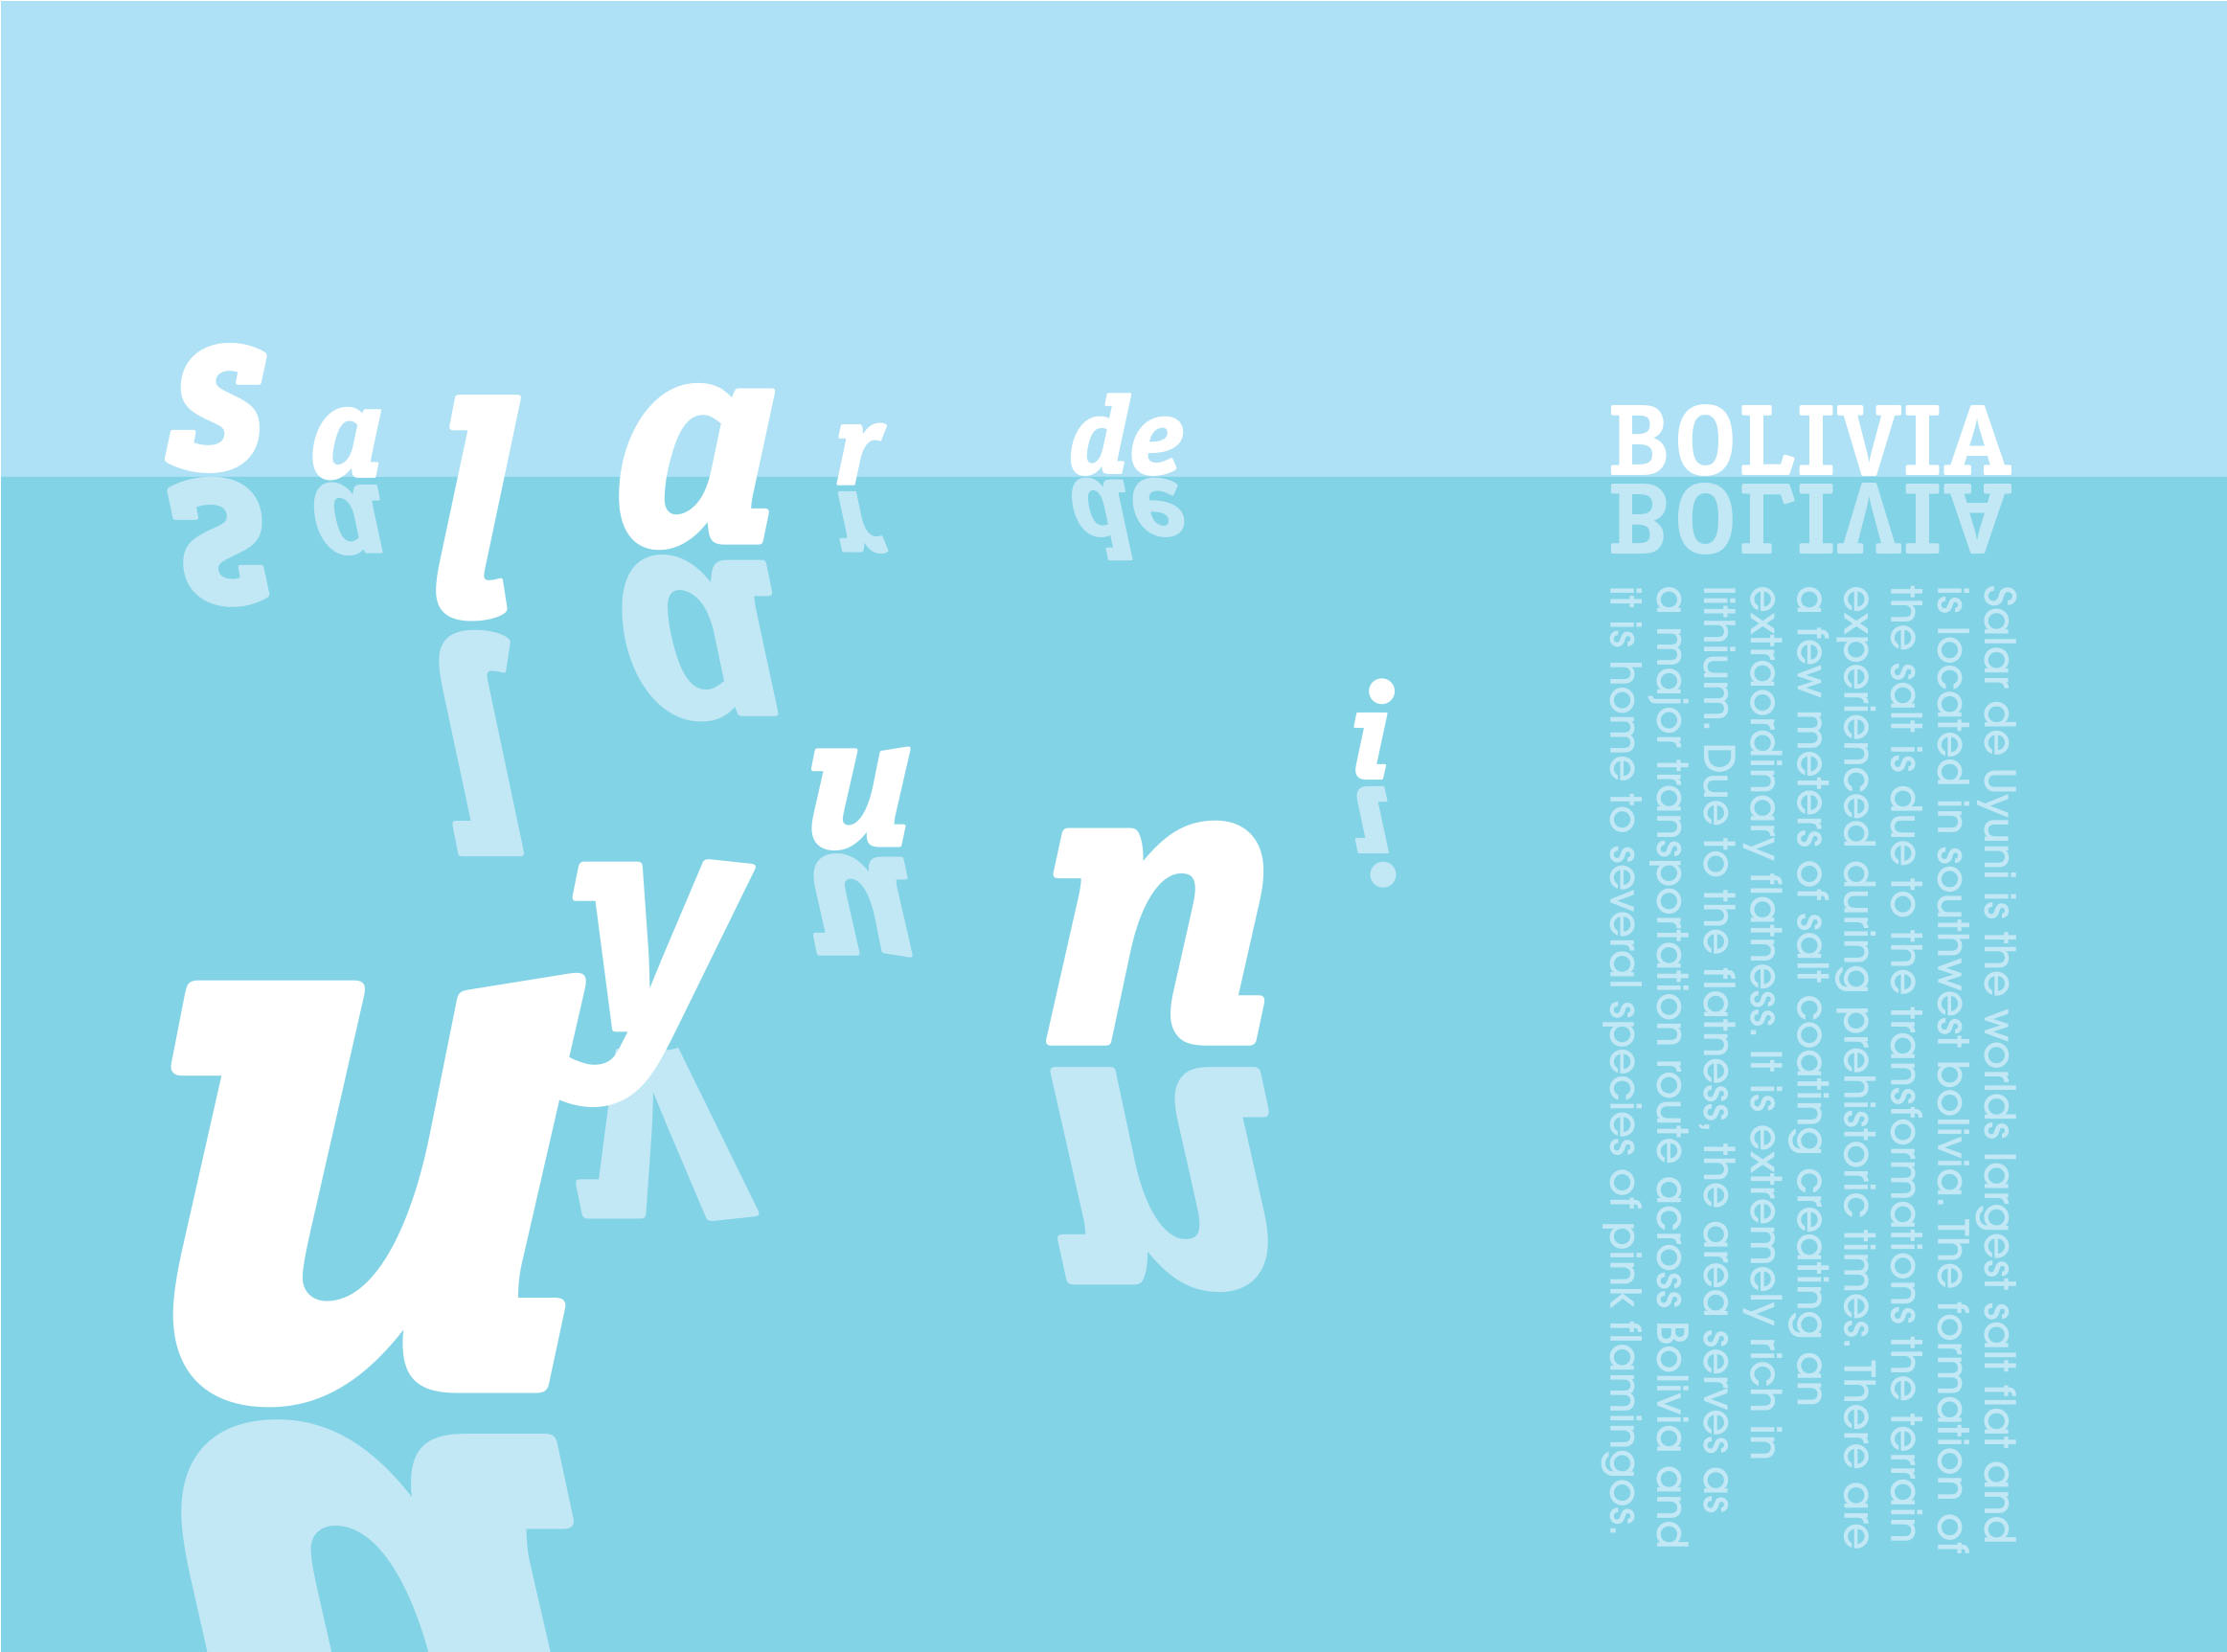 salar de
uyuni
BOLIVIA
BOLIVIA
salar de Uyuni is the worlds largest salt flat and
is located in southwest bolivia. The formation of
the salt is due to the transformations the terrain
experienced during prehistoric times. There are
a few meters of salt coating creating an
extraordinary flatness. It is extremely rich in
lithium. Due to the flatness, the area serves as
a major transportation route across Bolivia and
it is home to several species of pink flamingos.